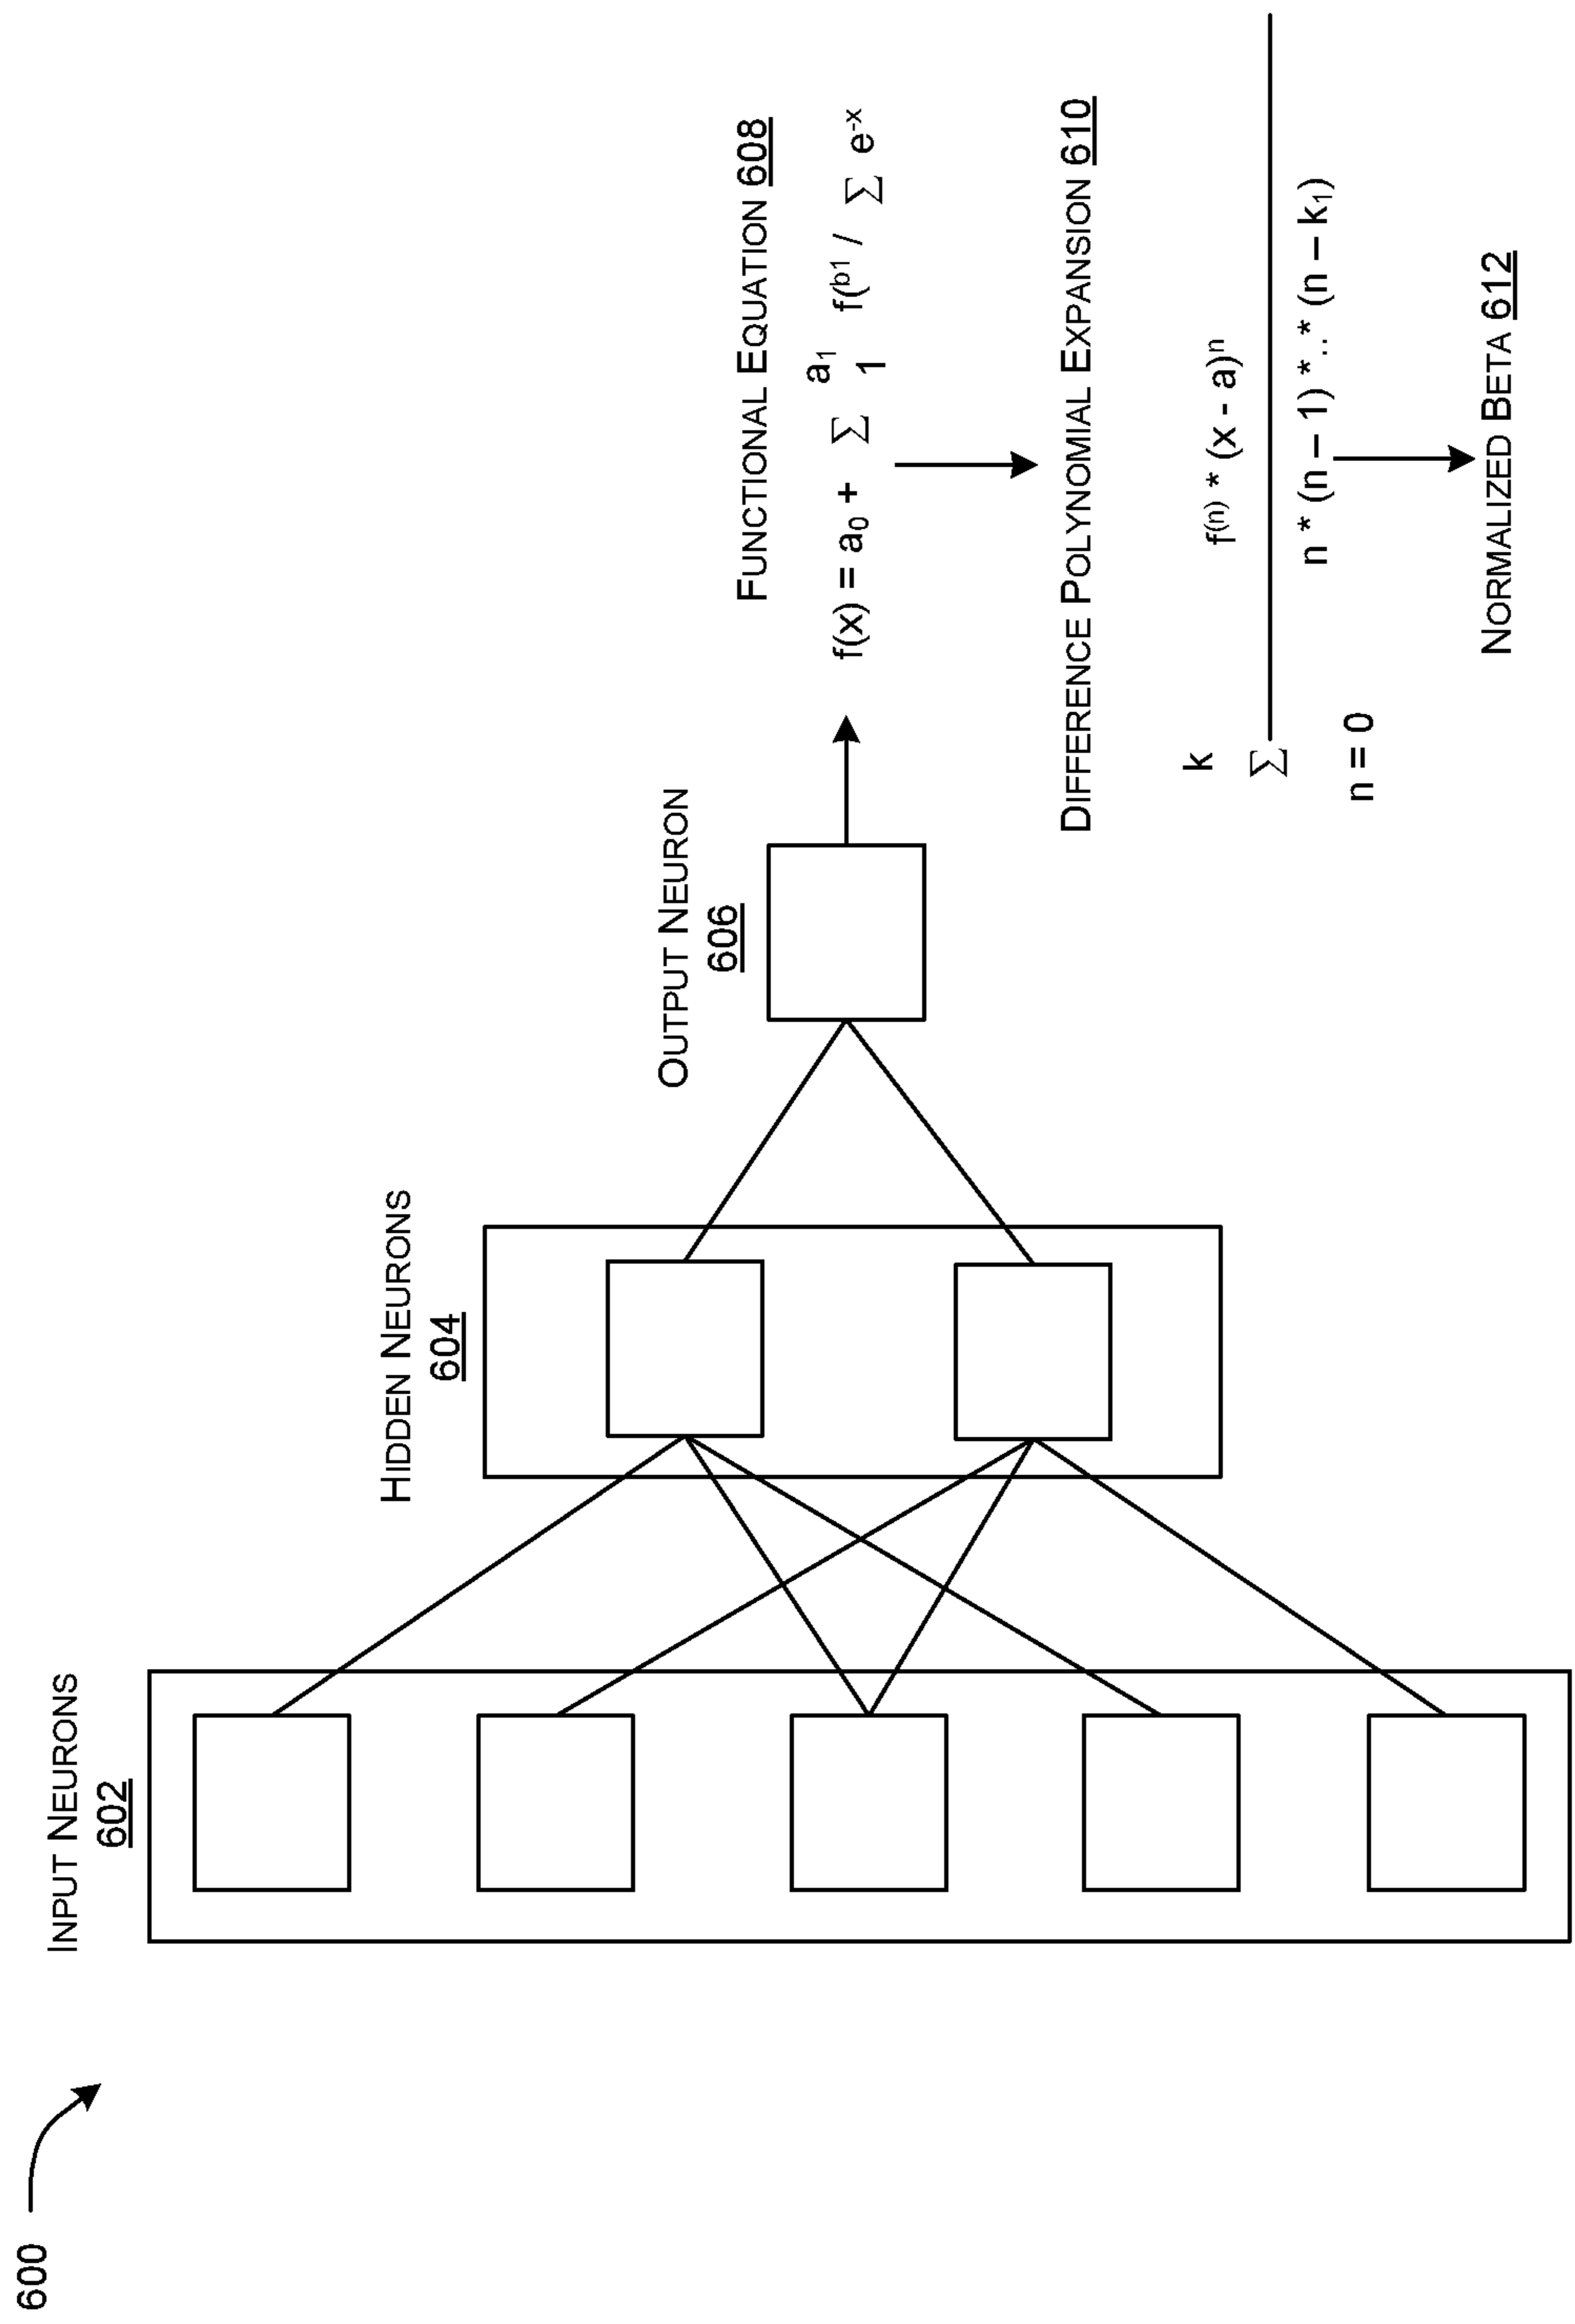 600
INPUT NEURONS
602
HIDDEN NEURONS
604
OUTPUT NEURON
606
FUNCTIONAL EQUATION 608
f(x) = a₀ + Σ a₁ 1 f(ᵇ¹ / Σ e⁻ˣ
DIFFERENCE POLYNOMIAL EXPANSION 610
k
f⁽ⁿ⁾ * (x - a)ⁿ
Σ
n * (n – 1) * ..* (n – k₁)
n = 0
NORMALIZED BETA 612